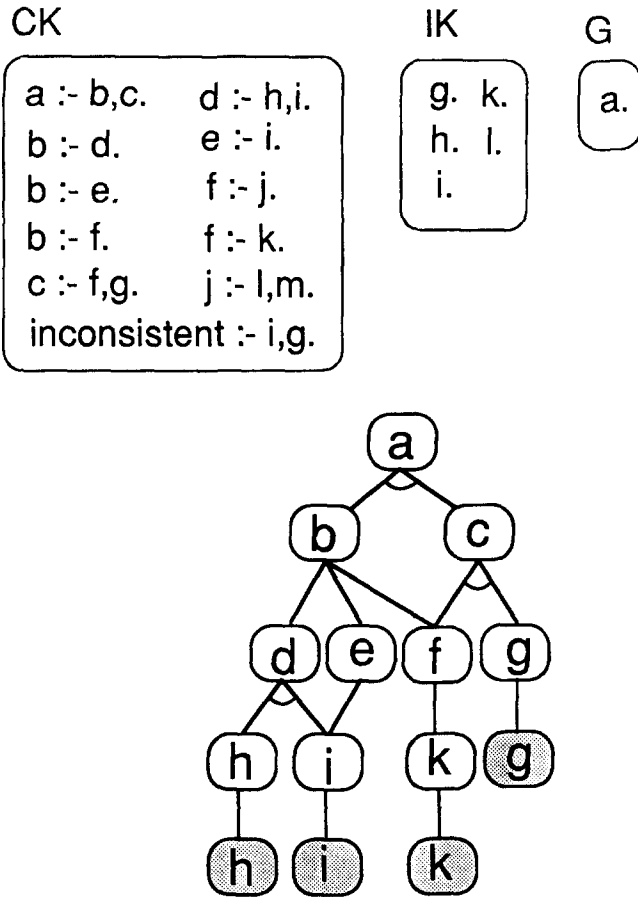 CK
IK
G
a :- b,c. d :- h,i.
b :- d. e :- i.
b :- e. f :- j.
b :- f. f :- k.
c :- f,g. j :- l,m.
inconsistent :- i,g.
g. k.
h. l.
i.
a.
a
b c
d e f g
h i k g
h i k